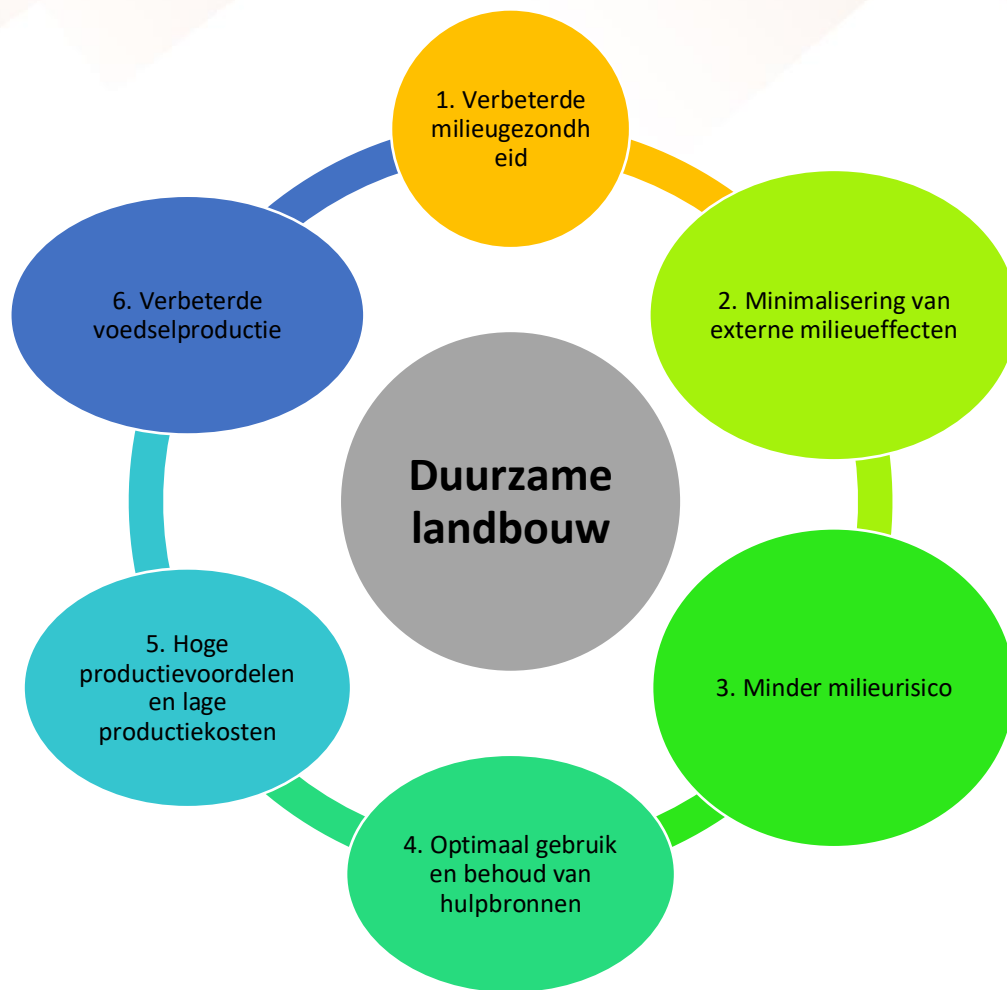 1. Verbeterde
milieugezondh
eid
2. Minimalisering van
externe milieueffecten
3. Minder milieurisico
4. Optimaal gebruik
en behoud van
hulpbronnen
5. Hoge
productievoordelen
en lage
productiekosten
6. Verbeterde
voedselproductie
Duurzame
landbouw